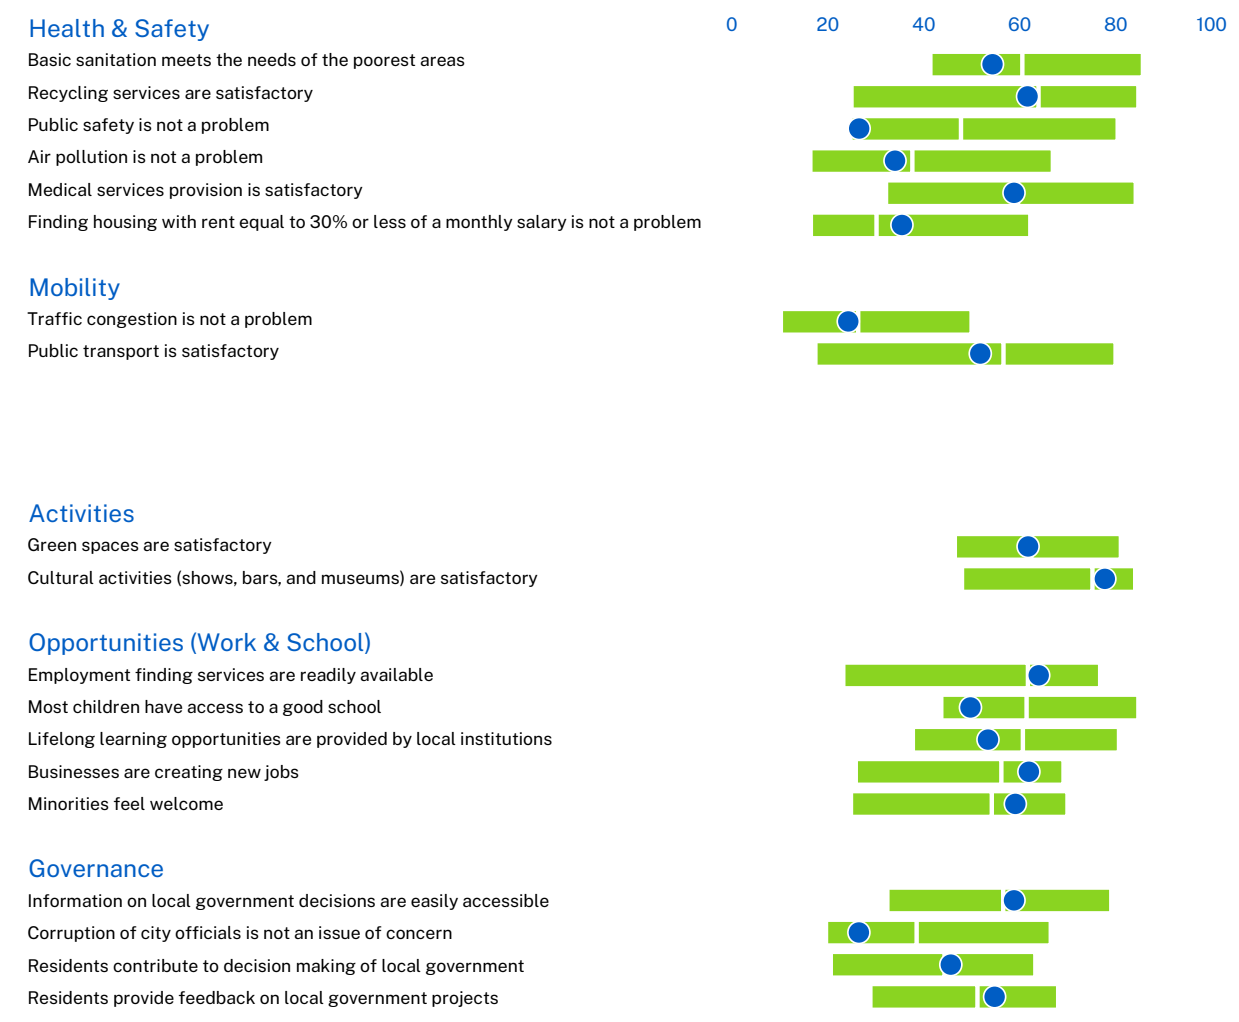 Health & Safety
0 20 40 60 80 100
Basic sanitation meets the needs of the poorest areas
Recycling services are satisfactory
Public safety is not a problem
Air pollution is not a problem
Medical services provision is satisfactory
Finding housing with rent equal to 30% or less of a monthly salary is not a problem
Mobility
Traffic congestion is not a problem
Public transport is satisfactory
Activities
Green spaces are satisfactory
Cultural activities (shows, bars, and museums) are satisfactory
Opportunities (Work & School)
Employment finding services are readily available
Most children have access to a good school
Lifelong learning opportunities are provided by local institutions
Businesses are creating new jobs
Minorities feel welcome
Governance
Information on local government decisions are easily accessible
Corruption of city officials is not an issue of concern
Residents contribute to decision making of local government
Residents provide feedback on local government projects